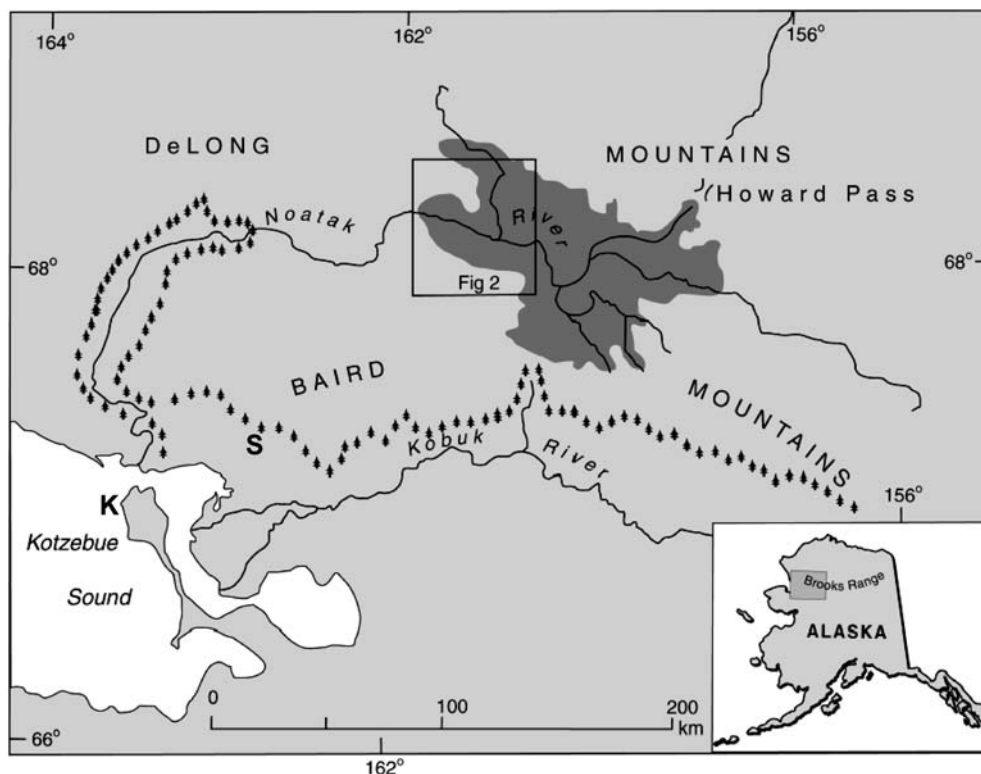 164°
162°
156°
DeLONG
MOUNTAINS
Howard Pass
Noatak
River
68°
68°
Fig 2
BAIRD
MOUNTAINS
S
Kobuk
River
K
156°
Kotzebue
Sound
Brooks Range
ALASKA
0
100
200
km
66°
162°